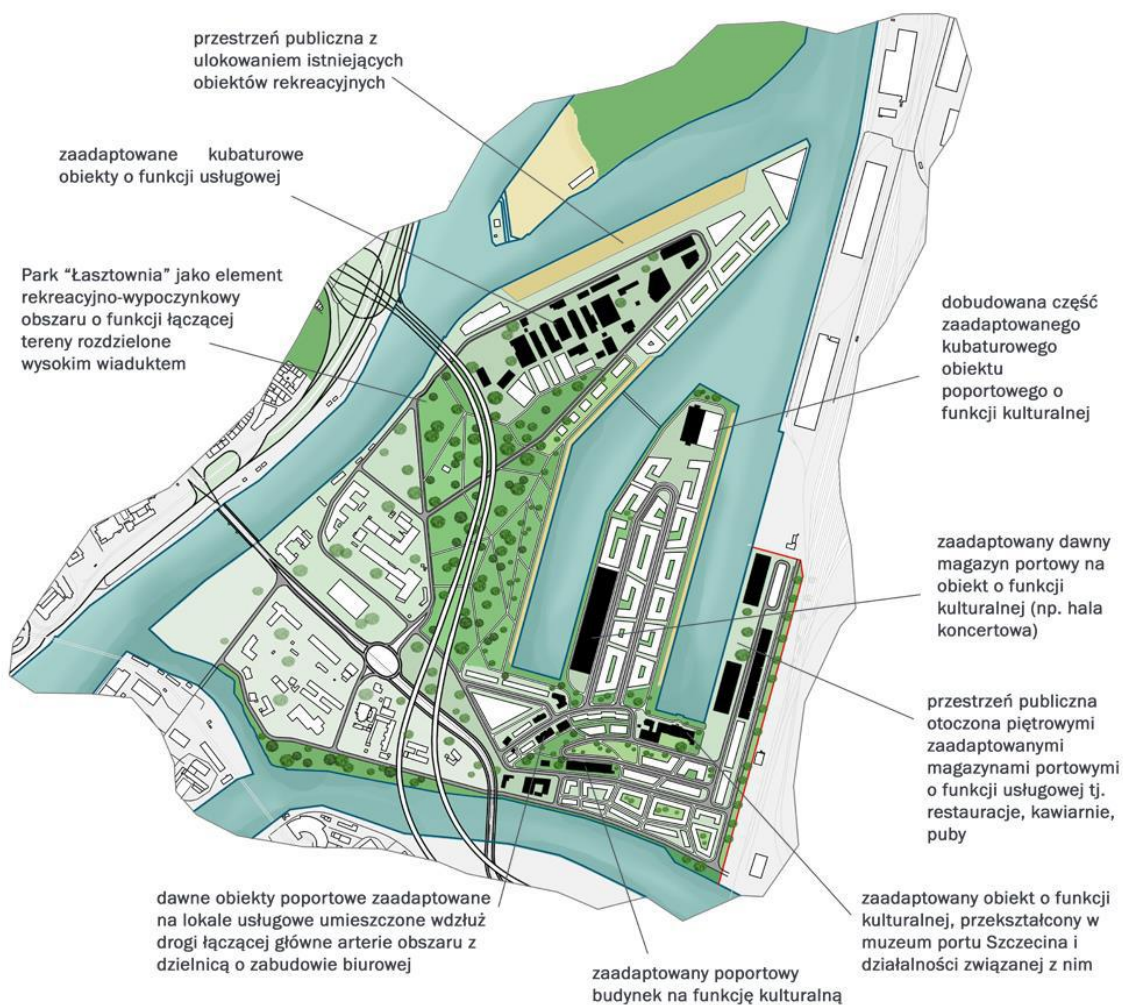 przestrzeń publiczna z
ulokowaniem istniejących
obiektów rekreacyjnych
zaadaptowane kubaturowe
obiekty o funkcji usługowej
Park “Łasztownia” jako element
rekreacyjno-wypoczynkowy
obszaru o funkcji łączącej
tereny rozdzielone
wysokim wiaduktem
dobudowana część
zaadaptowanego
kubaturowego
obiektu
poportowego o
funkcji kulturalnej
zaadaptowany dawny
magazyn portowy na
obiekt o funkcji
kulturalnej (np. hala
koncertowa)
przestrzeń publiczna
otoczona piętrowymi
zaadaptowanymi
magazynami portowymi
o funkcji usługowej tj.
restauracje, kawiarnie,
puby
dawne obiekty poportowe zaadaptowane
na lokale usługowe umieszczone wdzłuż
drogi łączącej główne arterie obszaru z
dzielnicą o zabudowie biurowej
zaadaptowany poportowy
budynek na funkcję kulturalną
zaadaptowany obiekt o funkcji
kulturalnej, przekształcony w
muzeum portu Szczecina i
działalności związanej z nim